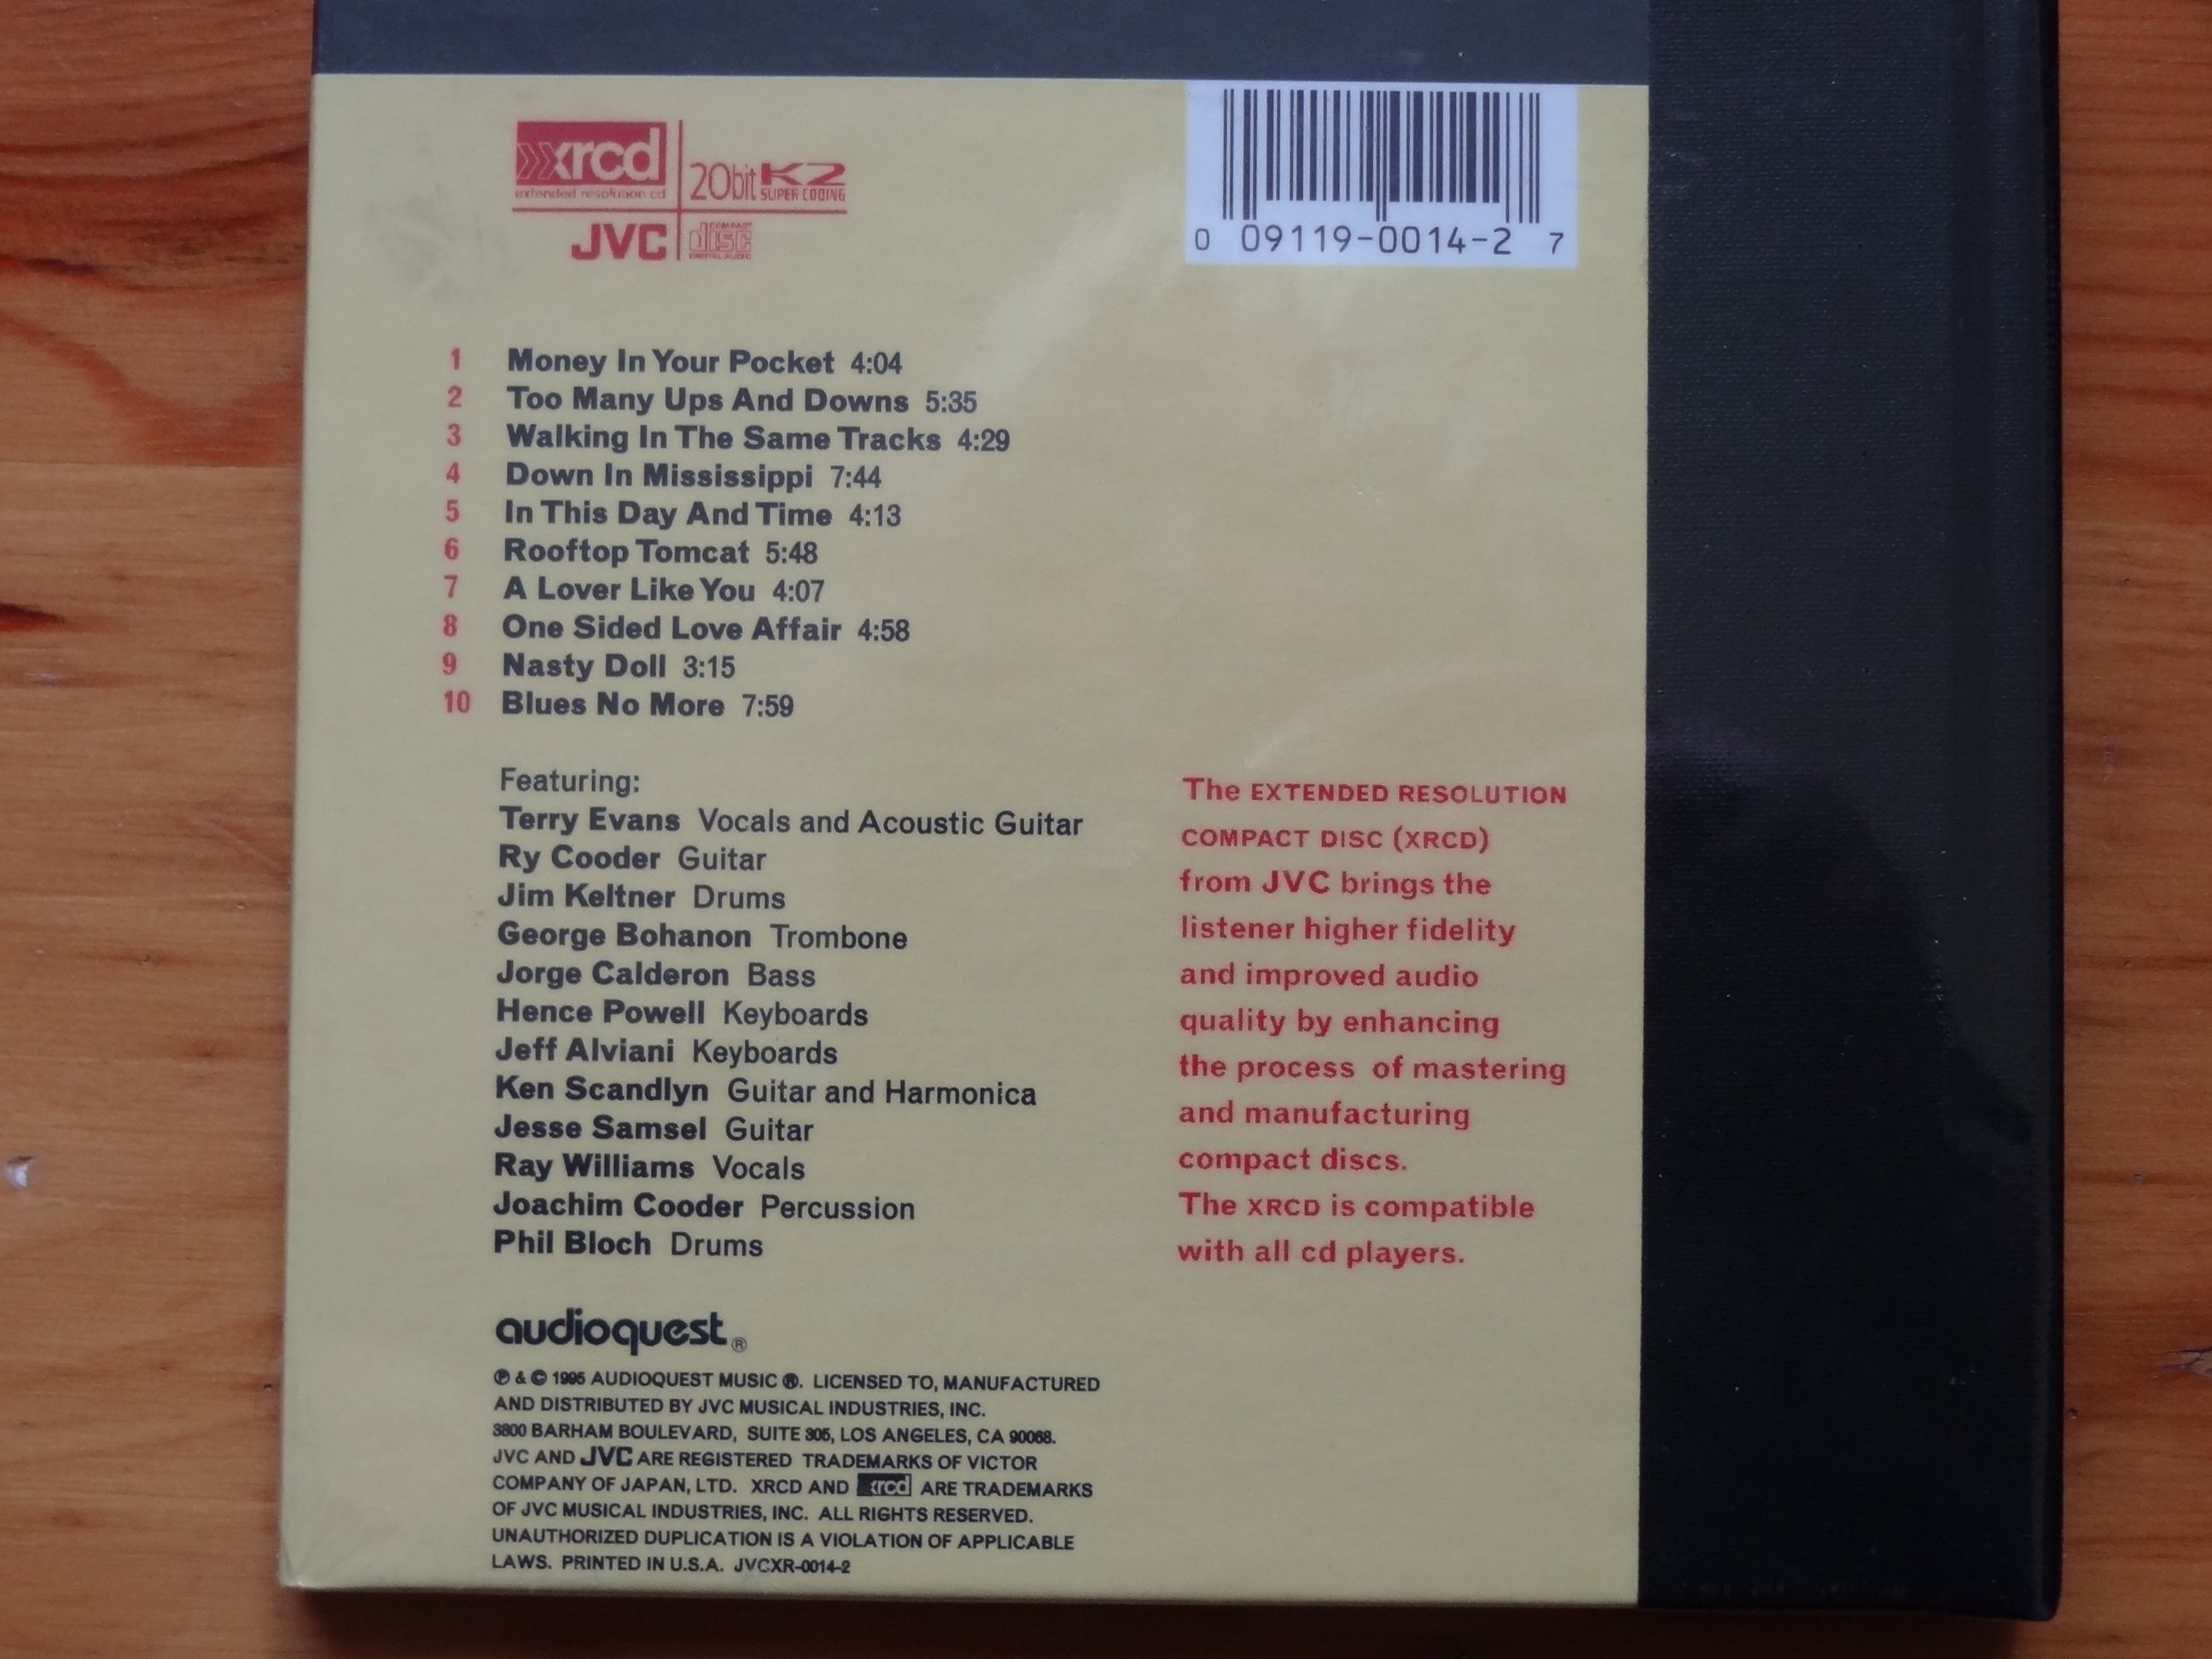 xrcd
extended resolution cd
20bit K2
SUPER CODING
JVC
COMPACT
disc
DIGITAL AUDIO
0 09119-0014-2 7
1 Money In Your Pocket 4:04
2 Too Many Ups And Downs 5:35
3 Walking In The Same Tracks 4:29
4 Down In Mississippi 7:44
5 In This Day And Time 4:13
6 Rooftop Tomcat 5:48
7 A Lover Like You 4:07
8 One Sided Love Affair 4:58
9 Nasty Doll 3:15
10 Blues No More 7:59
Featuring:
Terry Evans Vocals and Acoustic Guitar
Ry Cooder Guitar
Jim Keltner Drums
George Bohanon Trombone
Jorge Calderon Bass
Hence Powell Keyboards
Jeff Alviani Keyboards
Ken Scandlyn Guitar and Harmonica
Jesse Samsel Guitar
Ray Williams Vocals
Joachim Cooder Percussion
Phil Bloch Drums
The EXTENDED RESOLUTION
COMPACT DISC (XRCD)
from JVC brings the
listener higher fidelity
and improved audio
quality by enhancing
the process of mastering
and manufacturing
compact discs.
The XRCD is compatible
with all cd players.
audioquest®
℗ & © 1995 AUDIOQUEST MUSIC ®. LICENSED TO, MANUFACTURED
AND DISTRIBUTED BY JVC MUSICAL INDUSTRIES, INC.
3800 BARHAM BOULEVARD, SUITE 305, LOS ANGELES, CA 90068.
JVC AND JVC ARE REGISTERED TRADEMARKS OF VICTOR
COMPANY OF JAPAN, LTD. XRCD AND xrcd ARE TRADEMARKS
OF JVC MUSICAL INDUSTRIES, INC. ALL RIGHTS RESERVED.
UNAUTHORIZED DUPLICATION IS A VIOLATION OF APPLICABLE
LAWS. PRINTED IN U.S.A. JVCXR-0014-2